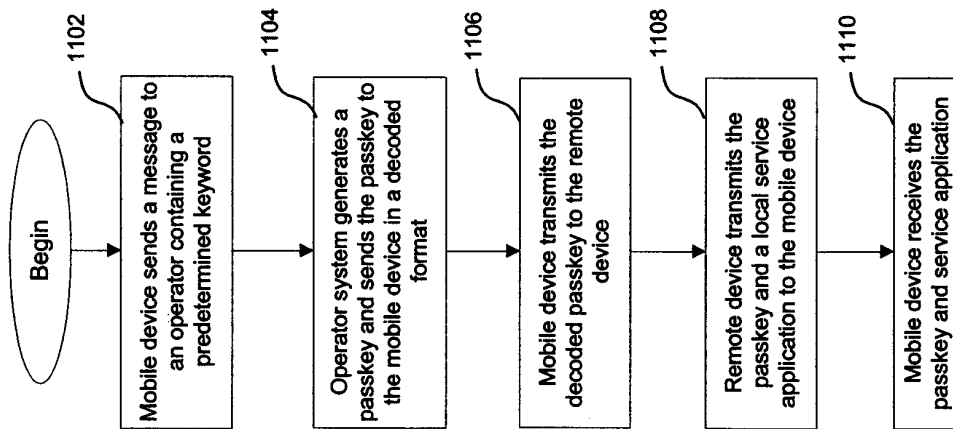 Begin
1102
Mobile device sends a message to
an operator containing a
predetermined keyword
1104
Operator system generates a
passkey and sends the passkey to
the mobile device in a decoded
format
1106
Mobile device transmits the
decoded passkey to the remote
device
1108
Remote device transmits the
passkey and a local service
application to the mobile device
1110
Mobile device receives the
passkey and service application